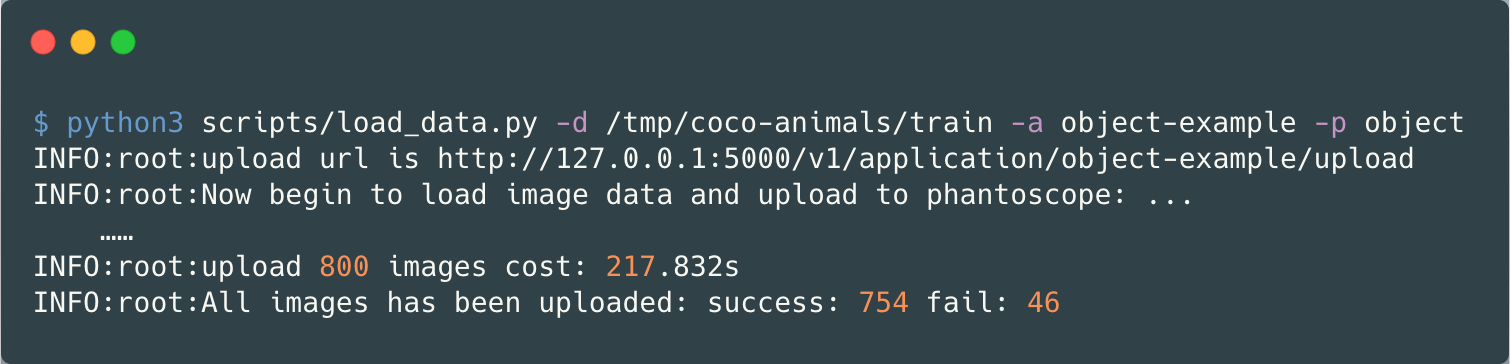 $ python3 scripts/load_data.py -d /tmp/coco-animals/train -a object-example -p object
INFO:root:upload url is http://127.0.0.1:5000/v1/application/object-example/upload
INFO:root:Now begin to load image data and upload to phantoscope: ...
……
INFO:root:upload 800 images cost: 217.832s
INFO:root:All images has been uploaded: success: 754 fail: 46